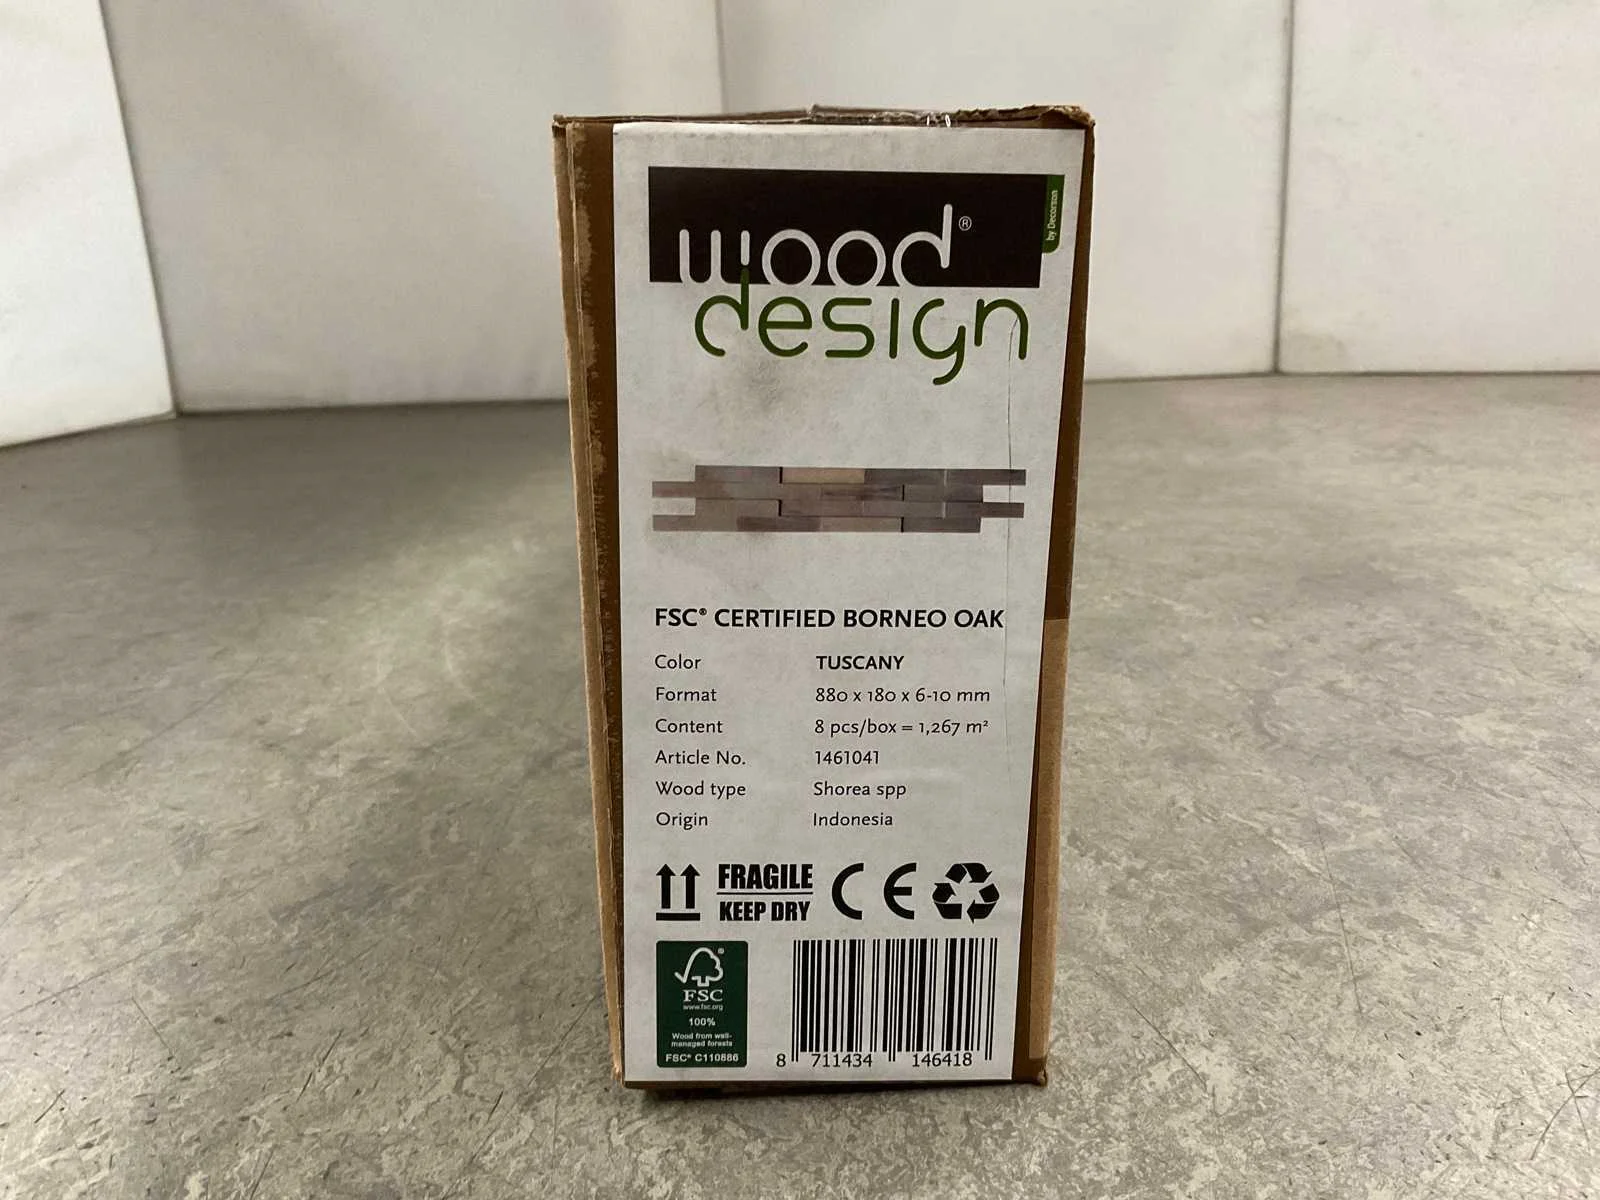 wood®
design
by Decorson
FSC® CERTIFIED BORNEO OAK
Color TUSCANY
Format 880 x 180 x 6-10 mm
Content 8 pcs/box = 1,267 m²
Article No. 1461041
Wood type Shorea spp
Origin Indonesia
FRAGILE
KEEP DRY
CE
FSC
www.fsc.org
100%
Wood from well-
managed forests
FSC® C110886
8 711434 146418